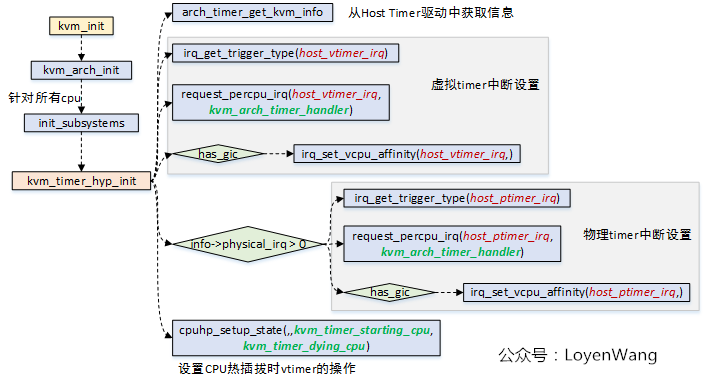 kvm_init
kvm_arch_init
针对所有cpu
init_subsystems
kvm_timer_hyp_init
arch_timer_get_kvm_info
从Host Timer驱动中获取信息
irq_get_trigger_type(host_vtimer_irq)
虚拟timer中断设置
request_percpu_irq(host_vtimer_irq,
kvm_arch_timer_handler)
has_gic
irq_set_vcpu_affinity(host_vtimer_irq,)
info->physical_irq > 0
irq_get_trigger_type(host_ptimer_irq)
物理timer中断设置
request_percpu_irq(host_ptimer_irq,
kvm_arch_timer_handler)
has_gic
irq_set_vcpu_affinity(host_ptimer_irq,)
cpuhp_setup_state(,,kvm_timer_starting_cpu,
kvm_timer_dying_cpu)
设置CPU热插拔时vtimer的操作
公众号：LoyenWang